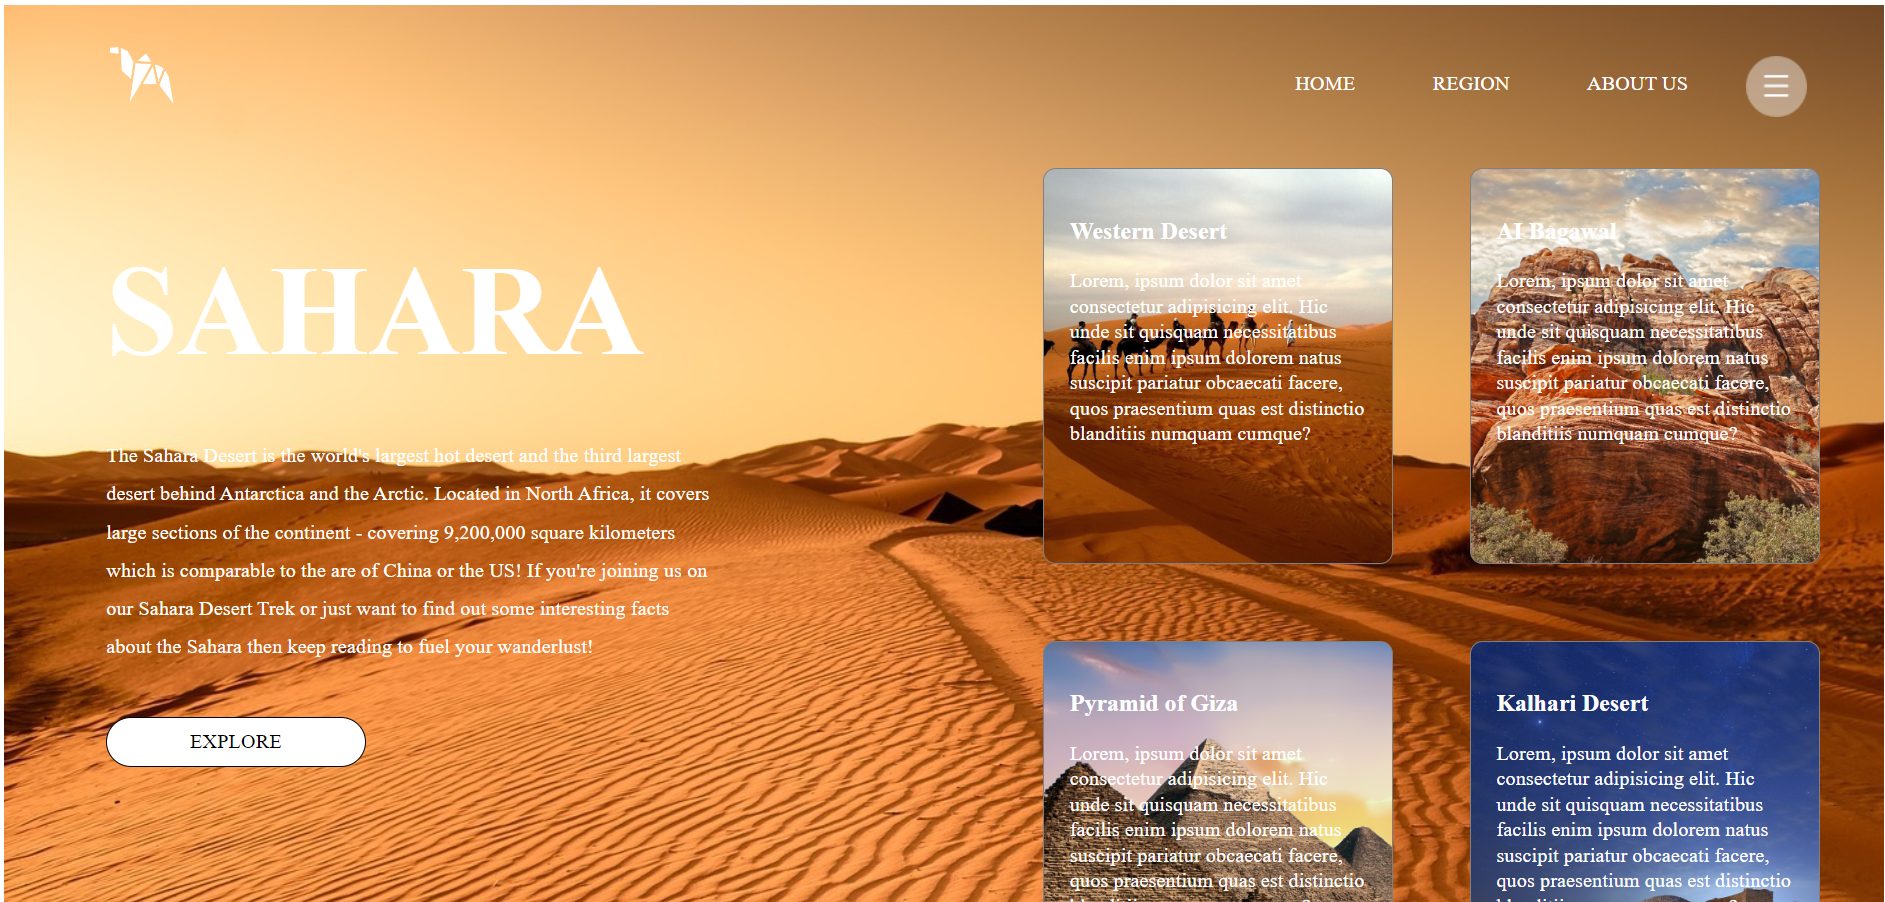 HOME
REGION
ABOUT US
SAHARA
The Sahara Desert is the world's largest hot desert and the third largest
desert behind Antarctica and the Arctic. Located in North Africa, it covers
large sections of the continent - covering 9,200,000 square kilometers
which is comparable to the are of China or the US! If you're joining us on
our Sahara Desert Trek or just want to find out some interesting facts
about the Sahara then keep reading to fuel your wanderlust!
EXPLORE
Western Desert
Lorem, ipsum dolor sit amet
consectetur adipisicing elit. Hic
unde sit quisquam necessitatibus
facilis enim ipsum dolorem natus
suscipit pariatur obcaecati facere,
quos praesentium quas est distinctio
blanditiis numquam cumque?
AI Bagawal
Lorem, ipsum dolor sit amet
consectetur adipisicing elit. Hic
unde sit quisquam necessitatibus
facilis enim ipsum dolorem natus
suscipit pariatur obcaecati facere,
quos praesentium quas est distinctio
blanditiis numquam cumque?
Pyramid of Giza
Lorem, ipsum dolor sit amet
consectetur adipisicing elit. Hic
unde sit quisquam necessitatibus
facilis enim ipsum dolorem natus
suscipit pariatur obcaecati facere,
quos praesentium quas est distinctio
Kalhari Desert
Lorem, ipsum dolor sit amet
consectetur adipisicing elit. Hic
unde sit quisquam necessitatibus
facilis enim ipsum dolorem natus
suscipit pariatur obcaecati facere,
quos praesentium quas est distinctio